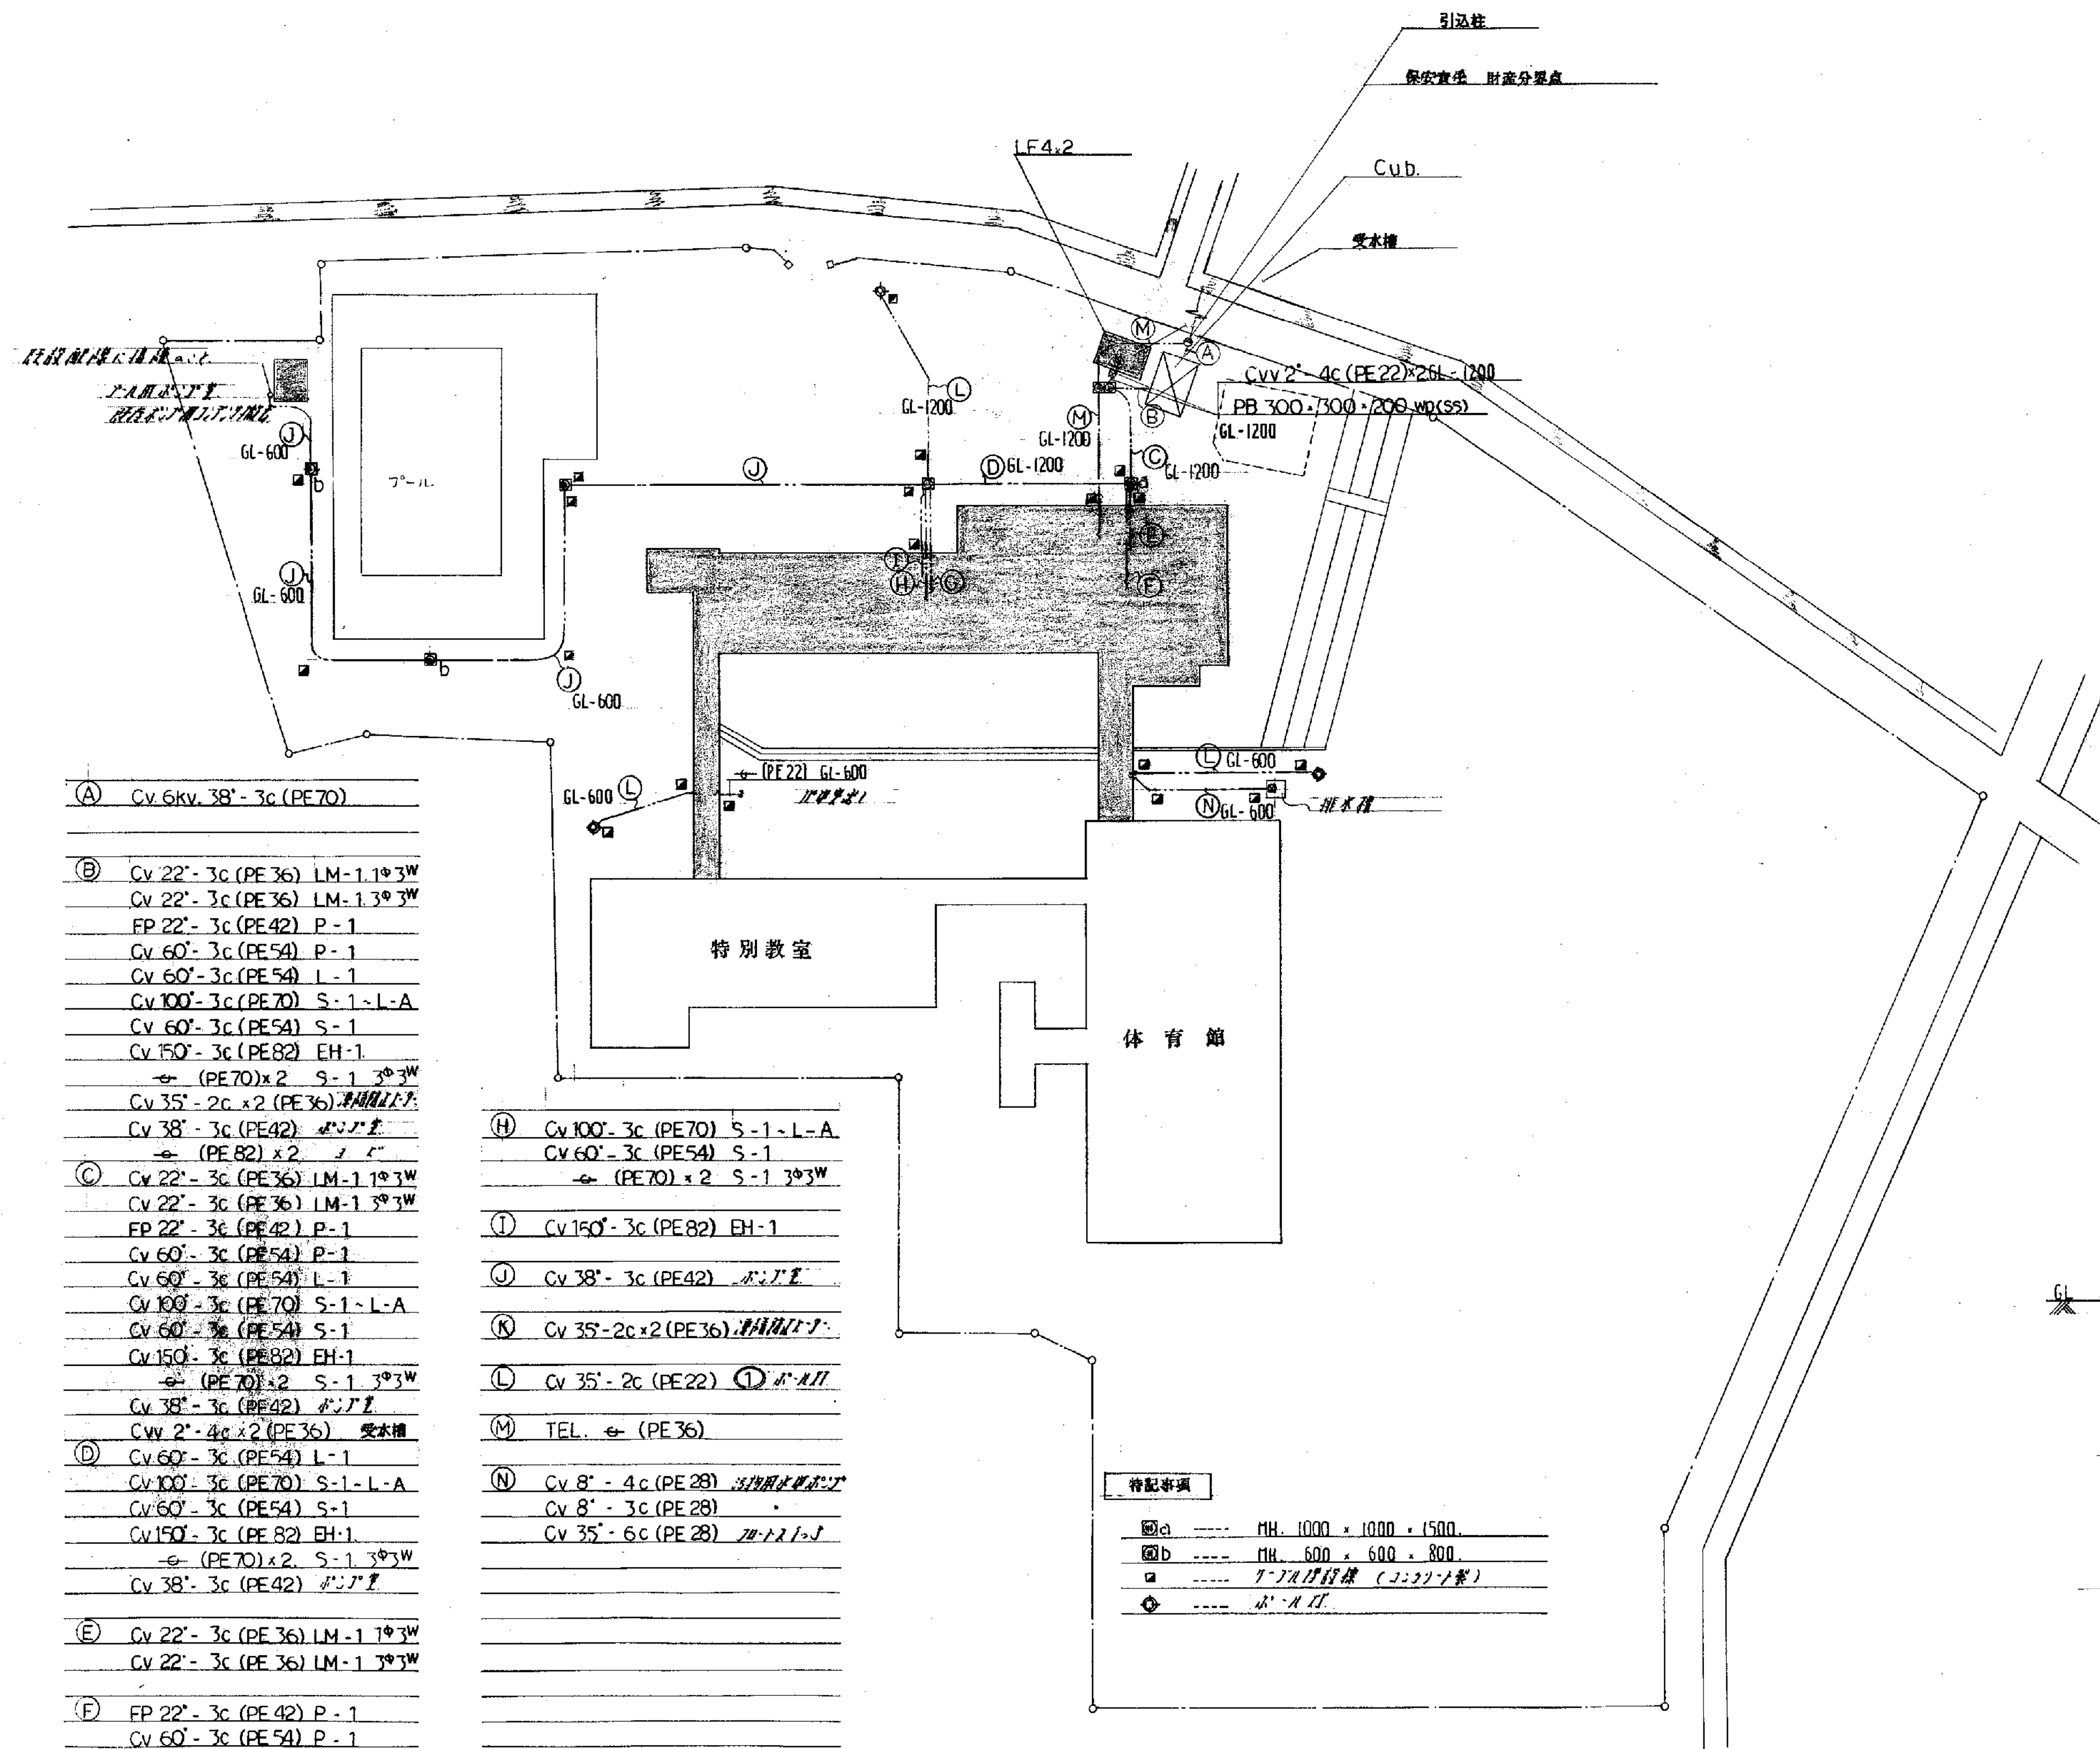 引込柱
保安責任 財産分界点
LF4×2
Cub.
受水槽
M
A
CVV 2°-4c (PE22)×2 GL-1200
PB 300×300×200 WP(SS)
GL-1200
B
L
GL-1200
M
GL-1200
C
GL-1200
D GL-1200
J
J
GL-600
b
プール
a
E
F
I
H
G
J
GL-600
b
J
GL-600
GL-600 L
(PE22) GL-600
L GL-600
N GL-600
排水槽
特別教室
体育館
GL
A CV 6KV. 38°-3c (PE70)
B CV 22°-3c (PE36) LM-1. 1Φ3W
CV 22°-3c (PE36) LM-1. 3Φ3W
FP 22°-3c (PE42) P-1
CV 60°-3c (PE54) P-1
CV 60°-3c (PE54) L-1
CV 100°-3c (PE70) S-1~L-A
CV 60°-3c (PE54) S-1
CV 150°-3c (PE82) EH-1.
(PE70)×2 S-1 3Φ3W
CV 35°-2c ×2 (PE36)
CV 38°-3c (PE42) ポンプ室
(PE82)×2
C CV 22°-3c (PE36) LM-1 1Φ3W
CV 22°-3c (PE36) LM-1 3Φ3W
FP 22°-3c (PE42) P-1
CV 60°-3c (PE54) P-1
CV 60°-3c (PE54) L-1
CV 100°-3c (PE70) S-1~L-A
CV 60°-3c (PE54) S-1
CV 150°-3c (PE82) EH-1
(PE70)×2 S-1 3Φ3W
CV 38°-3c (PE42) ポンプ室
CVV 2°-4c×2 (PE36) 受水槽
D CV 60°-3c (PE54) L-1
CV 100°-3c (PE70) S-1~L-A
CV 60°-3c (PE54) S-1
CV 150°-3c (PE82) EH-1.
(PE70)×2. S-1. 3Φ3W
CV 38°-3c (PE42) ポンプ室
E CV 22°-3c (PE36) LM-1 1Φ3W
CV 22°-3c (PE36) LM-1 3Φ3W
F FP 22°-3c (PE42) P-1
CV 60°-3c (PE54) P-1
H CV 100°-3c (PE70) S-1~L-A
CV 60°-3c (PE54) S-1
(PE70)×2 S-1 3Φ3W
I CV 150°-3c (PE82) EH-1
J CV 38°-3c (PE42) ポンプ室
K CV 35°-2c×2 (PE36)
L CV 35°-2c (PE22) ① ポール灯
M TEL. (PE36)
N CV 8°-4c (PE28)
CV 8°-3c (PE28)
CV 35°-6c (PE28)
特記事項
a ---- MH. 1000 × 1000 × 1500.
b ---- MH. 600 × 600 × 800.
---- ケーブル埋設標 (コンクリート製)
---- ポール灯